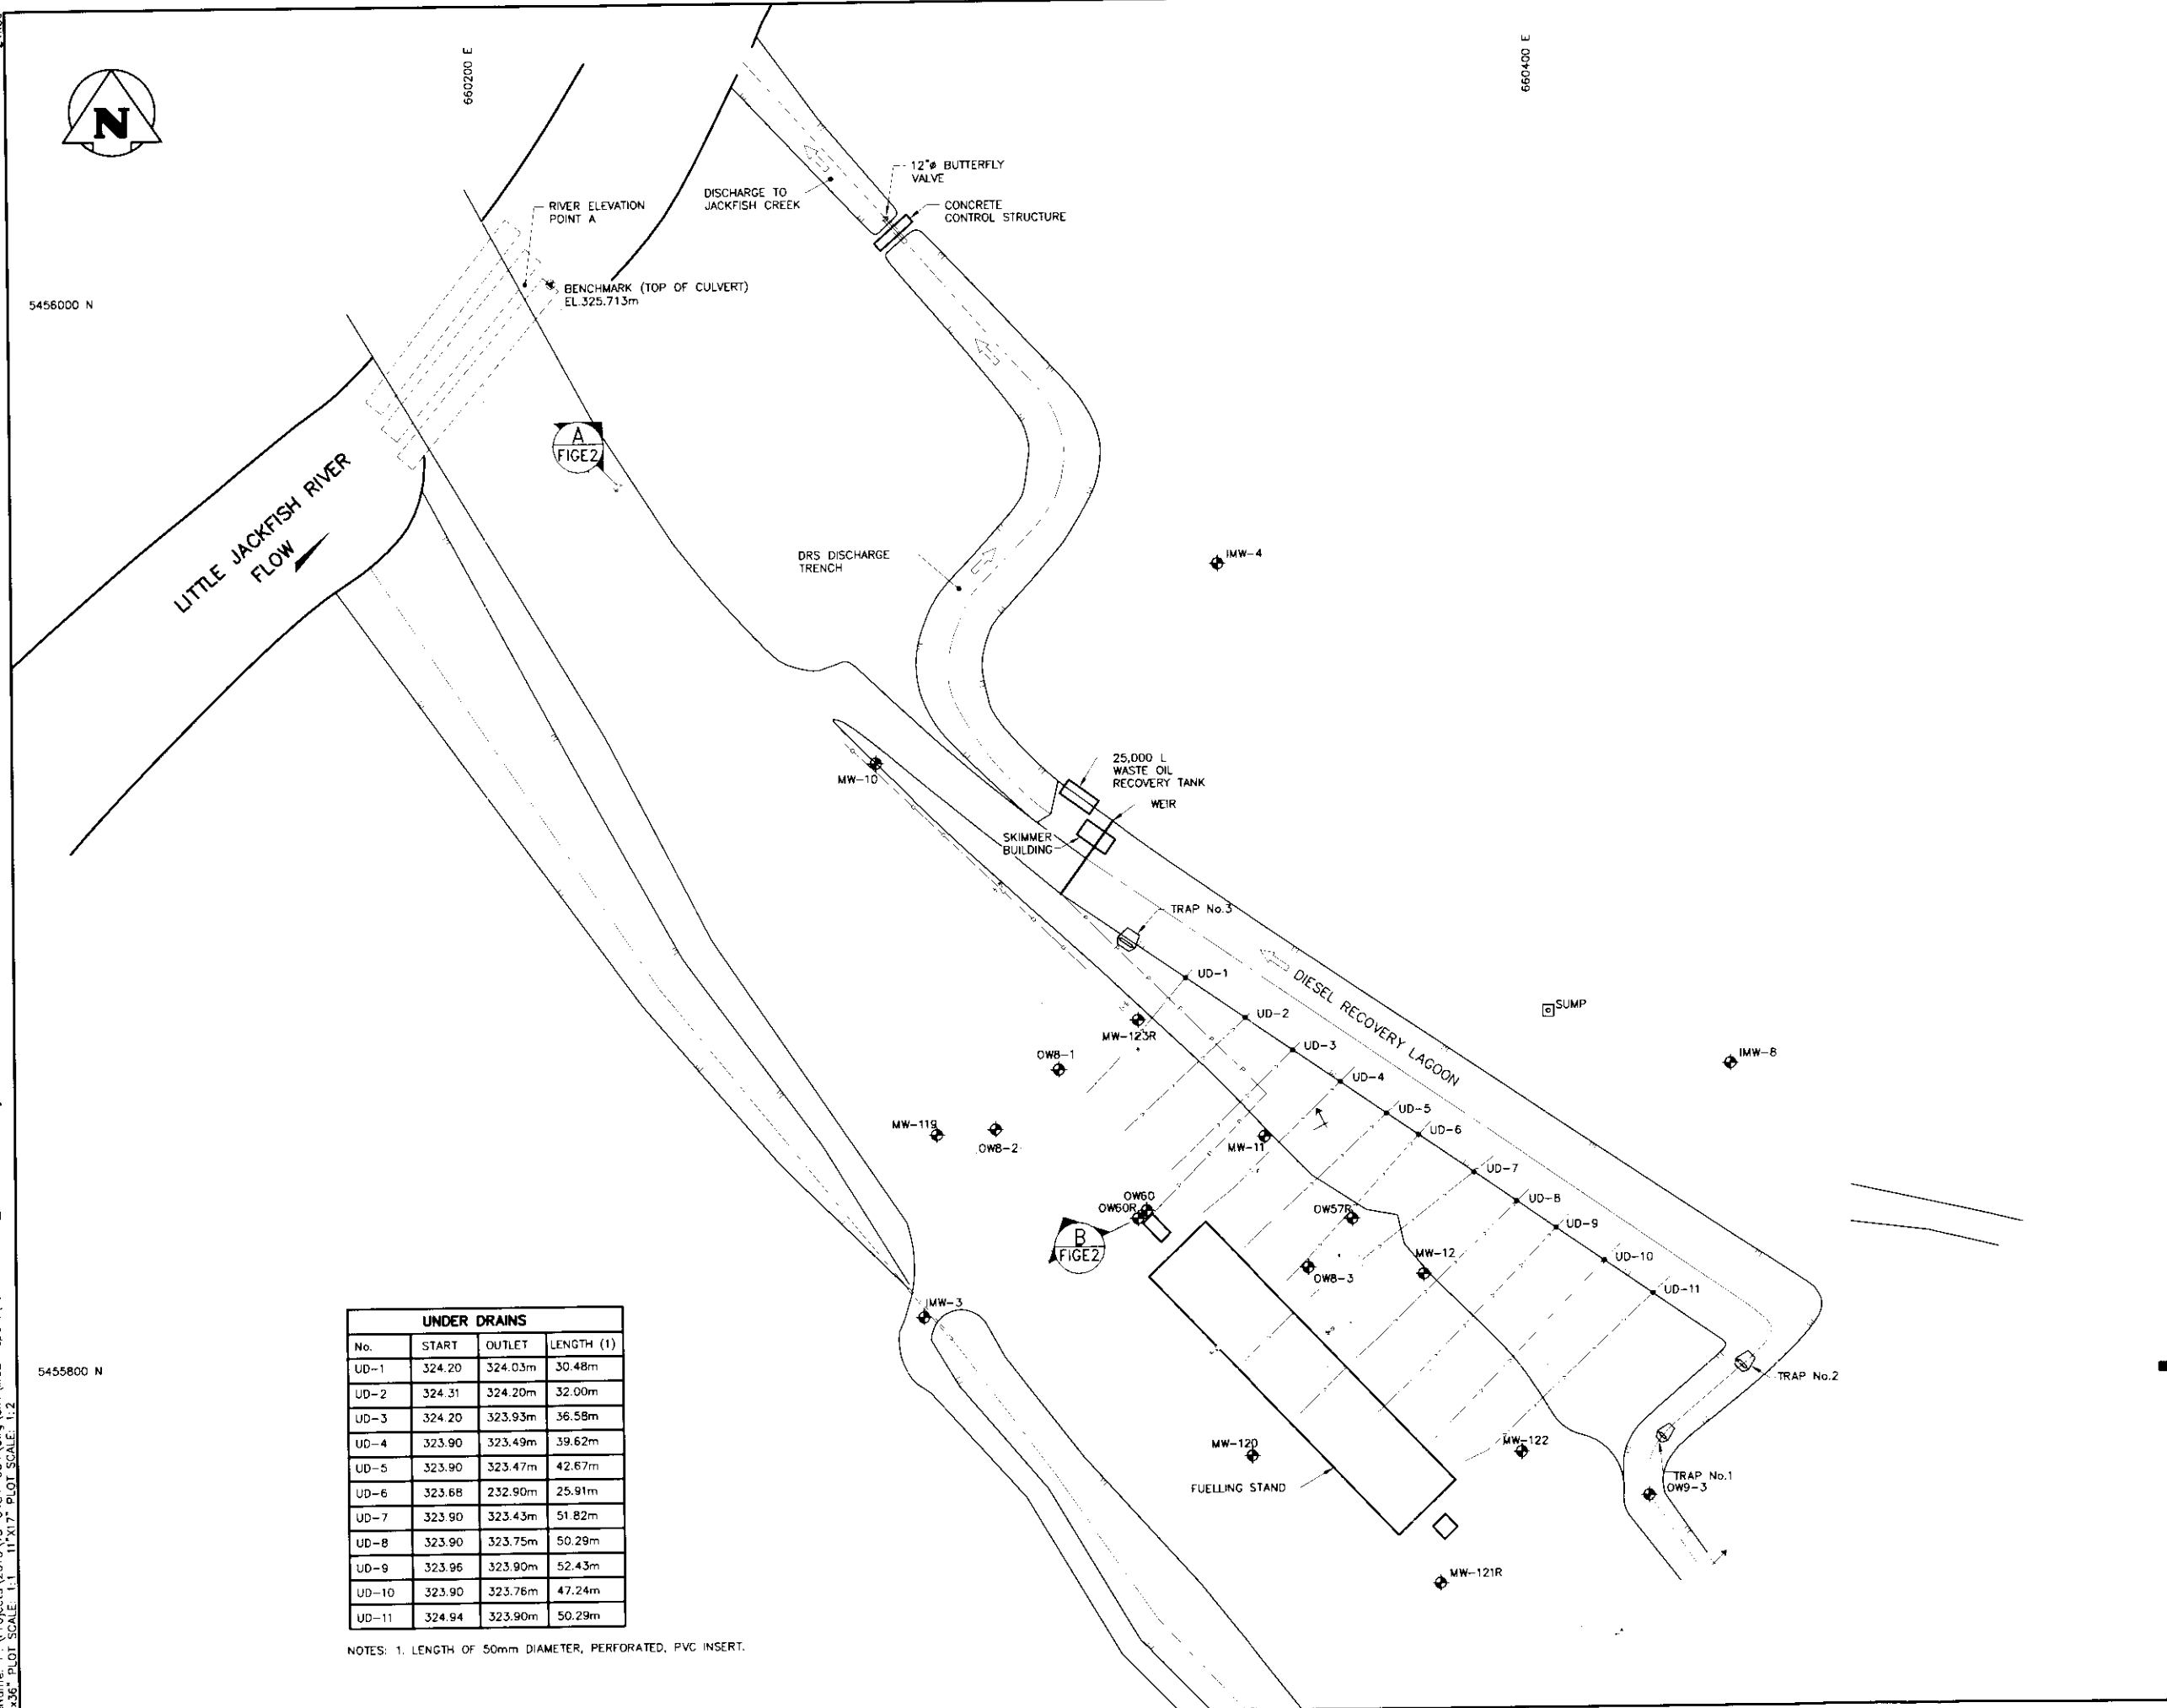 N
660200 E
660400 E
5456000 N
5455800 N
RIVER ELEVATION
POINT A
BENCHMARK (TOP OF CULVERT)
EL.325.713m
DISCHARGE TO
JACKFISH CREEK
12"ø BUTTERFLY
VALVE
CONCRETE
CONTROL STRUCTURE
A
FIGE2
LITTLE JACKFISH RIVER
FLOW
DRS DISCHARGE
TRENCH
IMW-4
MW-10
25,000 L
WASTE OIL
RECOVERY TANK
WEIR
SKIMMER
BUILDING
TRAP No.3
DIESEL RECOVERY LAGOON
UD-1
UD-2
UD-3
UD-4
UD-5
UD-6
UD-7
UD-8
UD-9
UD-10
UD-11
SUMP
IMW-8
MW-123R
OW8-1
MW-119
OW8-2
MW-11
OW60
OW60R
B
FIGE2
OW57R
OW8-3
MW-12
IMW-3
MW-120
FUELLING STAND
MW-122
TRAP No.2
TRAP No.1
OW9-3
MW-121R
UNDER DRAINS
No. START OUTLET LENGTH (1)
UD-1 324.20 324.03m 30.48m
UD-2 324.31 324.20m 32.00m
UD-3 324.20 323.93m 36.58m
UD-4 323.90 323.49m 39.62m
UD-5 323.90 323.47m 42.67m
UD-6 323.68 232.90m 25.91m
UD-7 323.90 323.43m 51.82m
UD-8 323.90 323.75m 50.29m
UD-9 323.96 323.90m 52.43m
UD-10 323.90 323.76m 47.24m
UD-11 324.94 323.90m 50.29m
NOTES: 1. LENGTH OF 50mm DIAMETER, PERFORATED, PVC INSERT.
x36" PLOT SCALE: 1:1 11"X17" PLOT SCALE: 1:2